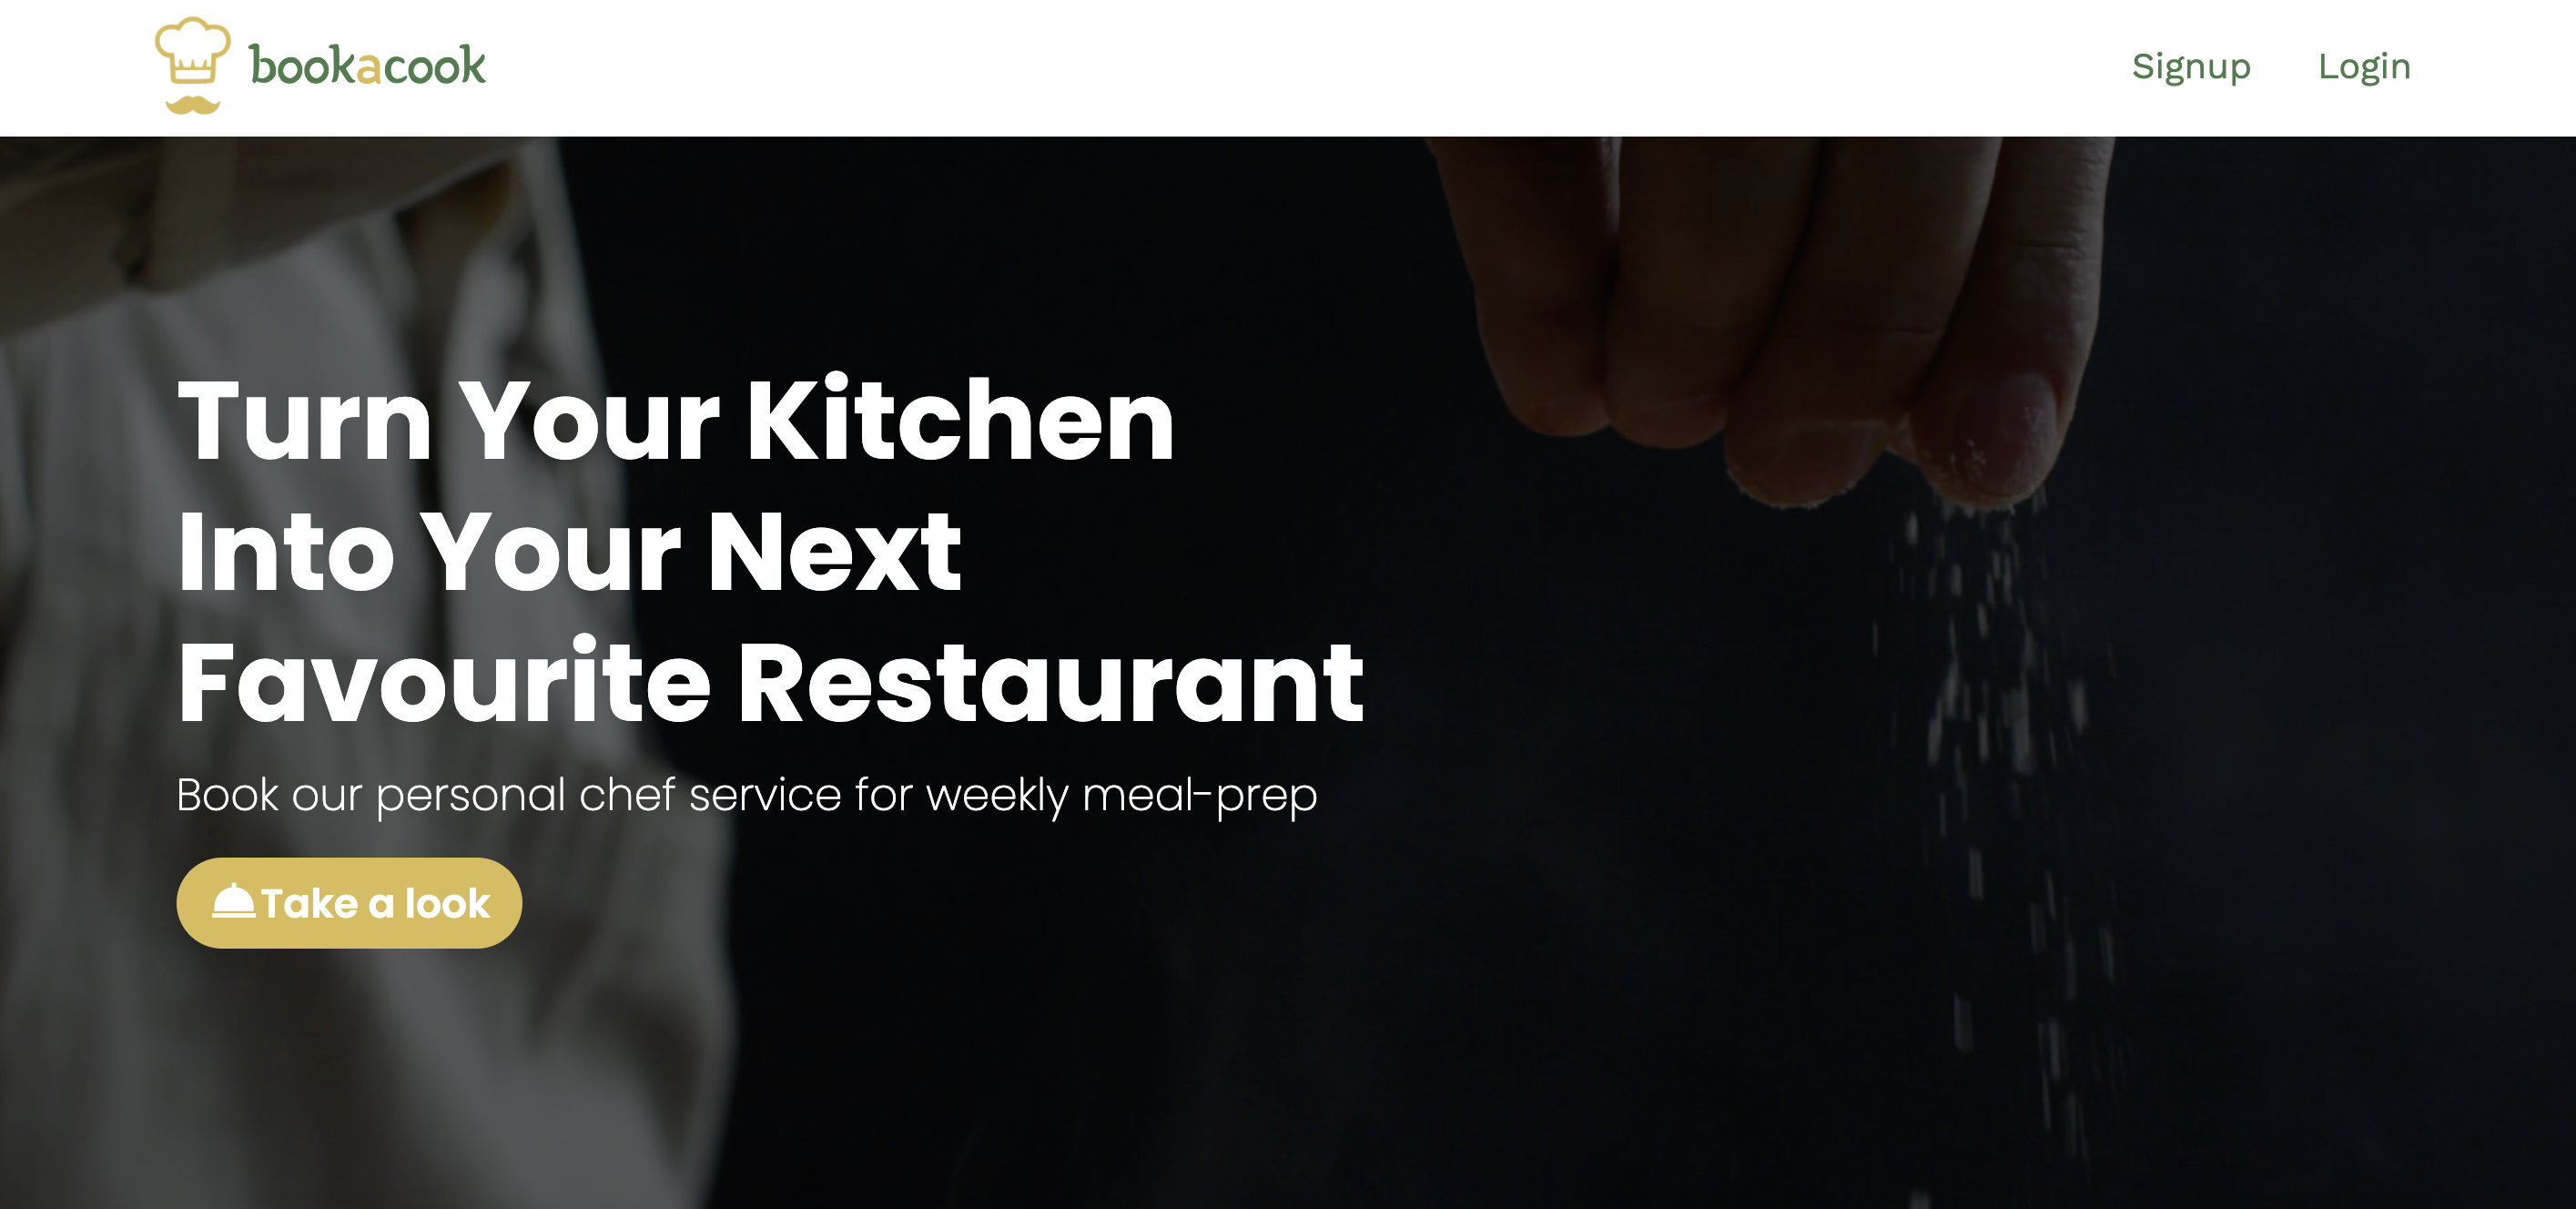 bookacook
Signup
Login
Turn Your Kitchen
Into Your Next
Favourite Restaurant
Book our personal chef service for weekly meal-prep
Take a look